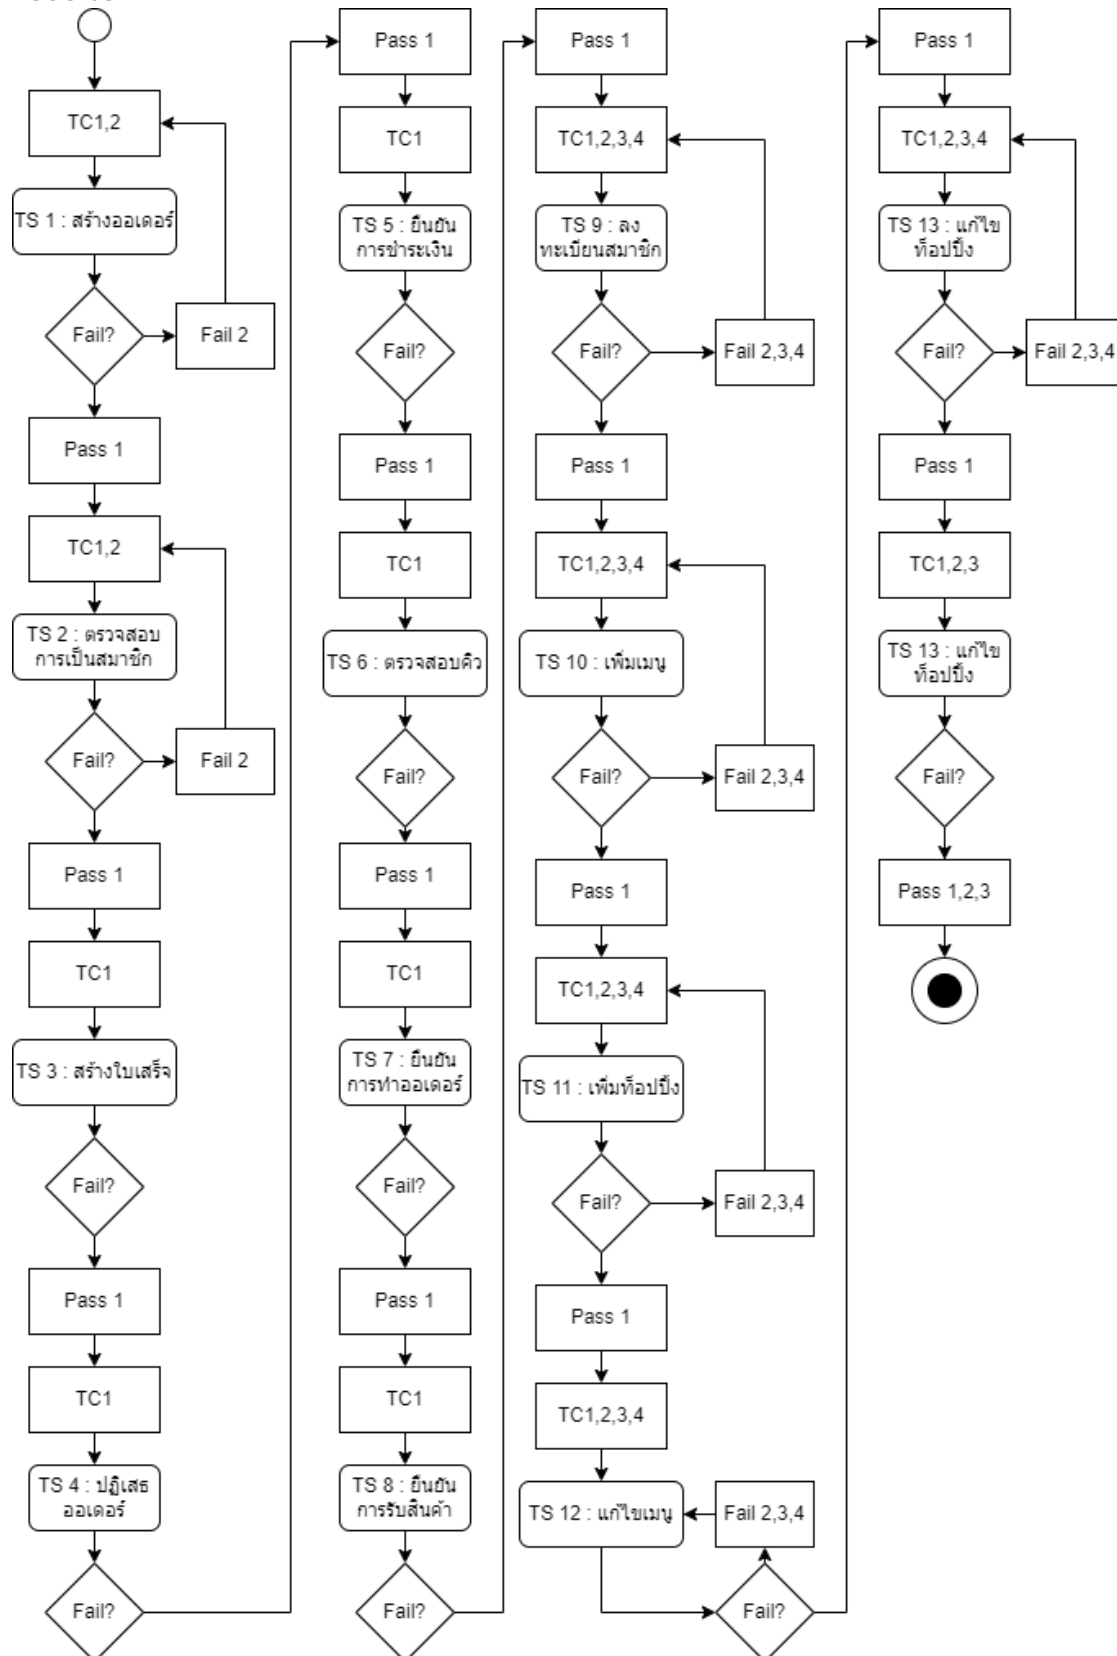 TC1,2
TS 1 : สร้างออเดอร์
Fail?
Fail 2
Pass 1
TC1,2
TS 2 : ตรวจสอบ
การเป็นสมาชิก
Fail?
Fail 2
Pass 1
TC1
TS 3 : สร้างใบเสร็จ
Fail?
Pass 1
TC1
TS 4 : ปฏิเสธ
ออเดอร์
Fail?
Pass 1
TC1
TS 5 : ยืนยัน
การชำระเงิน
Fail?
Pass 1
TC1
TS 6 : ตรวจสอบคิว
Fail?
Pass 1
TC1
TS 7 : ยืนยัน
การทำออเดอร์
Fail?
Pass 1
TC1
TS 8 : ยืนยัน
การรับสินค้า
Fail?
Pass 1
TC1,2,3,4
TS 9 : ลง
ทะเบียนสมาชิก
Fail?
Fail 2,3,4
Pass 1
TC1,2,3,4
TS 10 : เพิ่มเมนู
Fail?
Fail 2,3,4
Pass 1
TC1,2,3,4
TS 11 : เพิ่มท็อปปิ้ง
Fail?
Fail 2,3,4
Pass 1
TC1,2,3,4
TS 12 : แก้ไขเมนู
Fail 2,3,4
Fail?
Pass 1
TC1,2,3,4
TS 13 : แก้ไข
ท็อปปิ้ง
Fail?
Fail 2,3,4
Pass 1
TC1,2,3
TS 13 : แก้ไข
ท็อปปิ้ง
Fail?
Pass 1,2,3